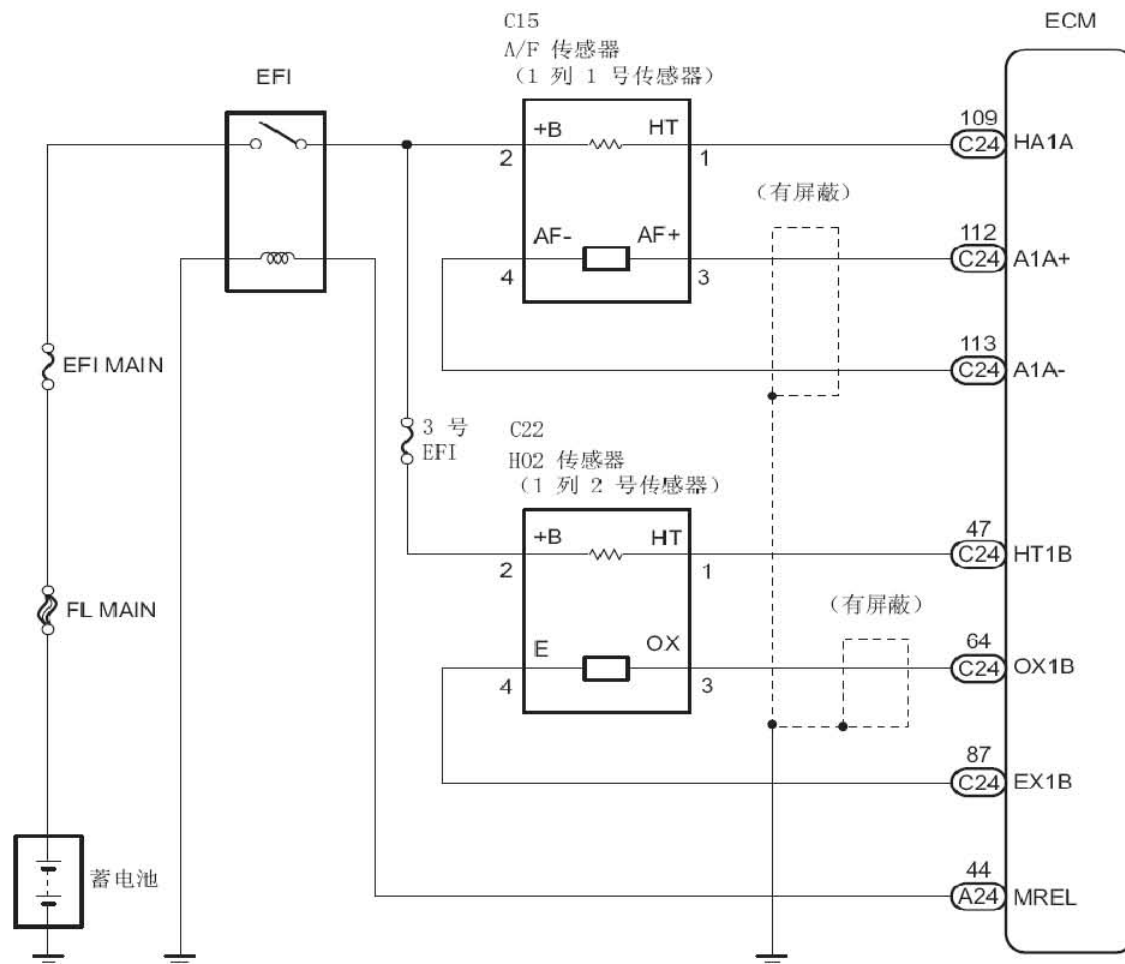 C15
A/F 传感器
(1 列 1 号传感器)
ECM
EFI
+B
HT
2
1
109
C24
HA1A
(有屏蔽)
AF-
AF+
4
3
112
C24
A1A+
EFI MAIN
113
C24
A1A-
3 号
EFI
C22
HO2 传感器
(1 列 2 号传感器)
+B
HT
2
1
47
C24
HT1B
FL MAIN
(有屏蔽)
E
OX
4
3
64
C24
OX1B
87
C24
EX1B
蓄电池
44
A24
MREL